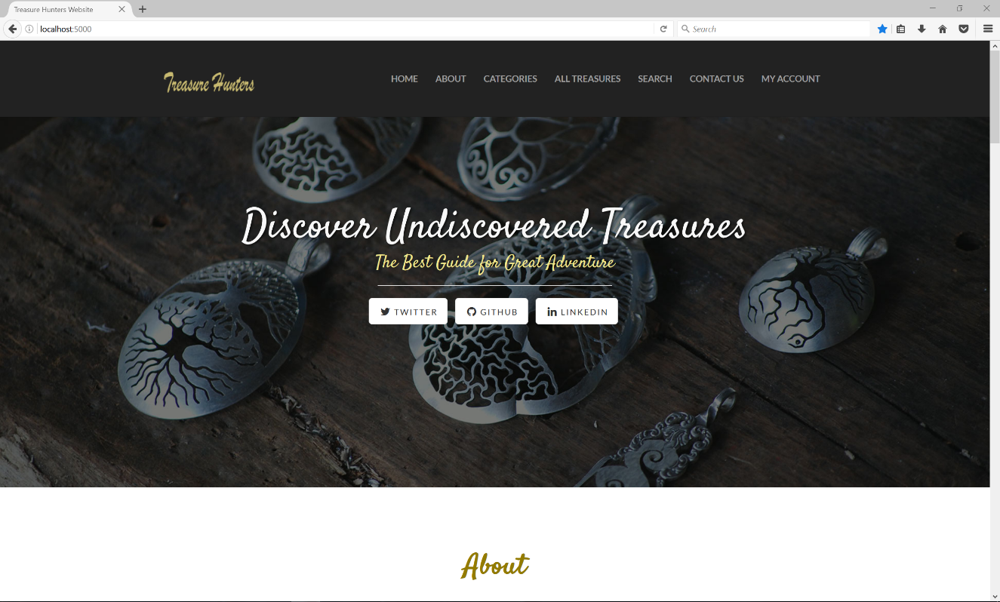 Treasure Hunters Website
localhost:5000
Search
Treasure Hunters
HOME ABOUT CATEGORIES ALL TREASURES SEARCH CONTACT US MY ACCOUNT
Discover Undiscovered Treasures
The Best Guide for Great Adventure
TWITTER GITHUB LINKEDIN
About